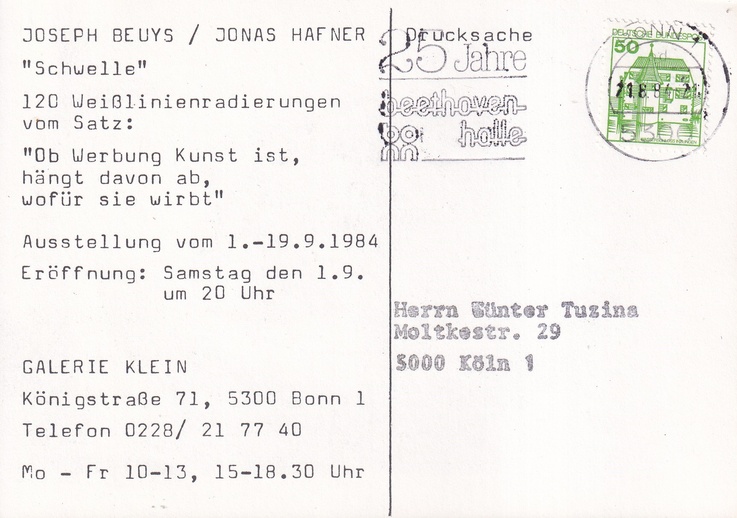 JOSEPH BEUYS / JONAS HAFNER
"Schwelle"
120 Weißlinienradierungen
vom Satz:
"Ob Werbung Kunst ist,
hängt davon ab,
wofür sie wirbt"
Ausstellung vom 1.-19.9.1984
Eröffnung: Samstag den 1.9.
um 20 Uhr
GALERIE KLEIN
Königstraße 71, 5300 Bonn 1
Telefon 0228/ 21 77 40
Mo - Fr 10-13, 15-18.30 Uhr
Drucksache
25 Jahre
beethoven-
halle
DEUTSCHE BUNDESPOST
50
5300
Herrn Günter Tuzina
Moltkestr. 29
5000 Köln 1